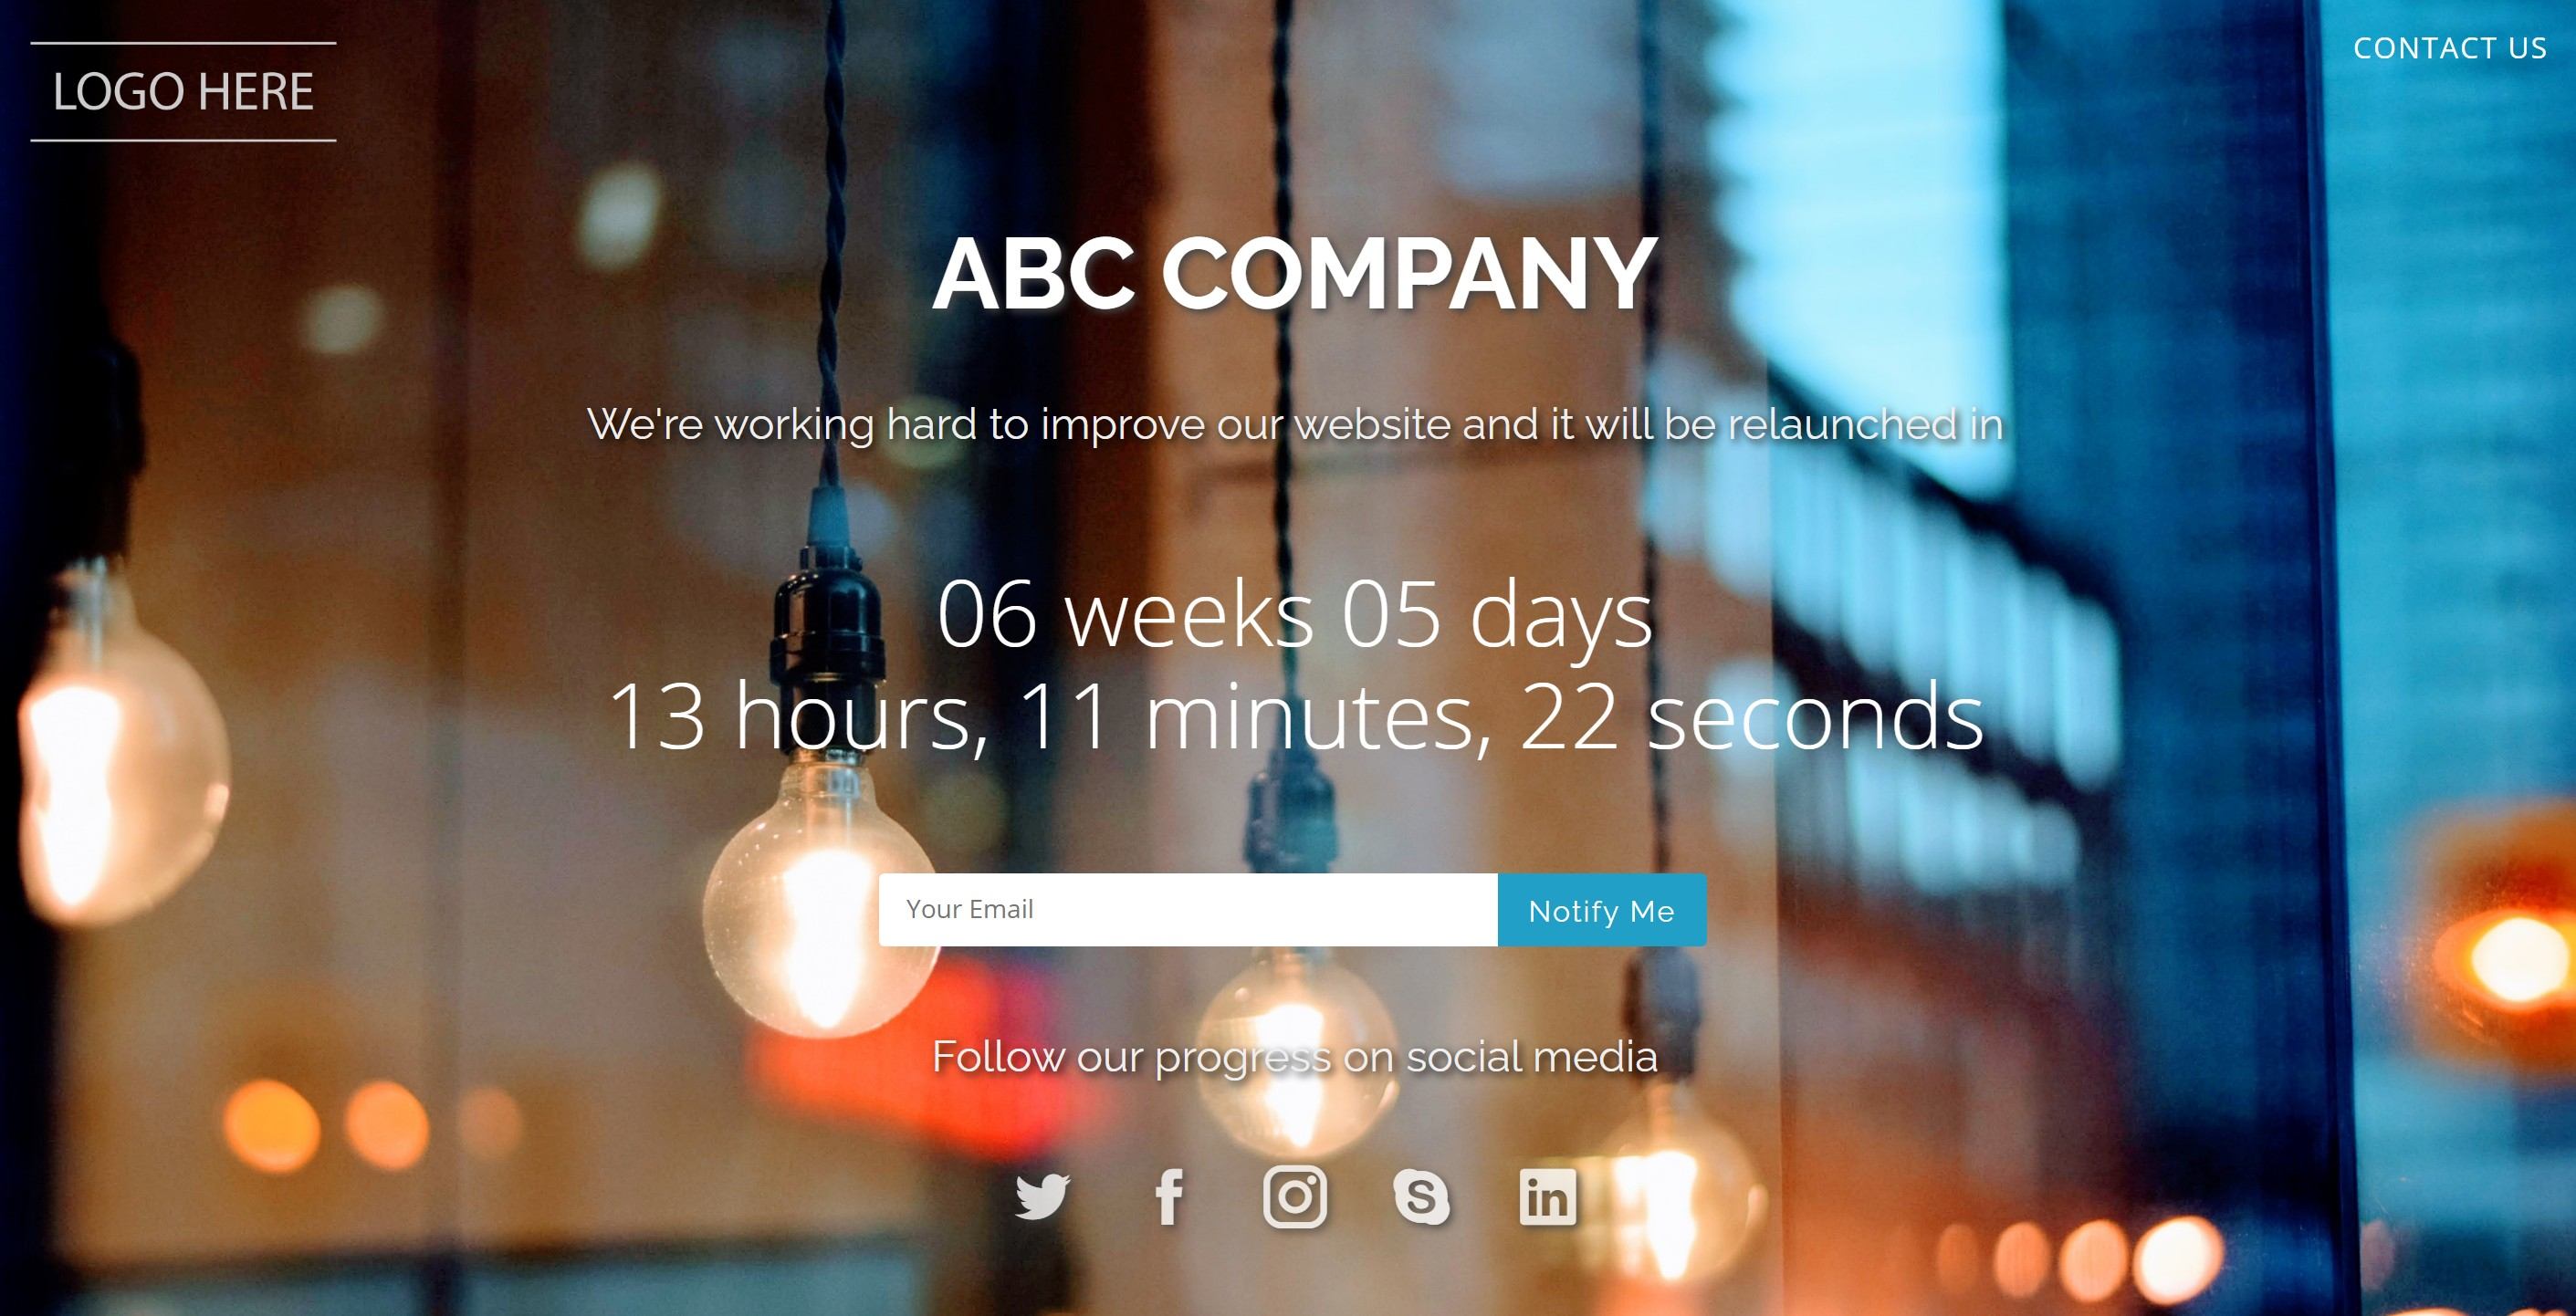 LOGO HERE
CONTACT US
ABC COMPANY
We're working hard to improve our website and it will be relaunched in
06 weeks 05 days
13 hours, 11 minutes, 22 seconds
Your Email
Notify Me
Follow our progress on social media